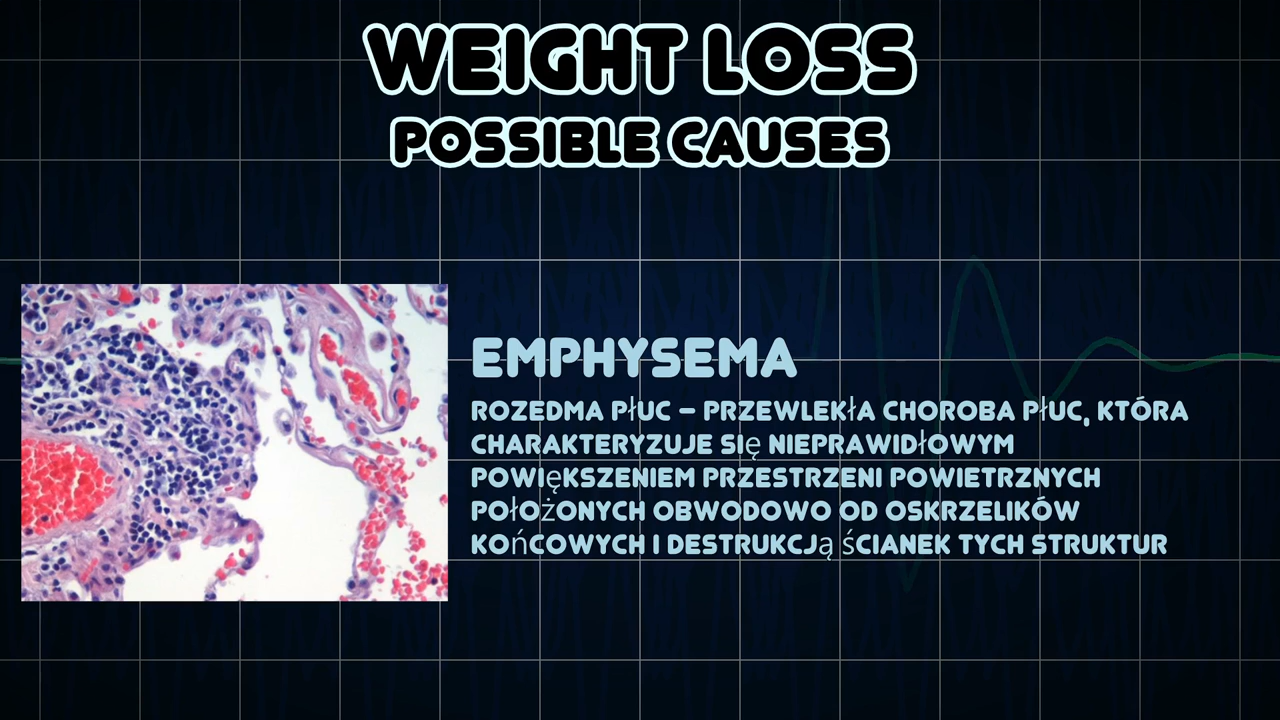 WEIGHT LOSS
POSSIBLE CAUSES
EMPHYSEMA
ROZEDMA PłUC – PRZEWLEKłA CHOROBA PłUC, KTÓRA
CHARAKTERYZUJE SIę NIEPRAWIDłOWYM
POWIęKSZENIEM PRZESTRZENI POWIETRZNYCH
POłOżONYCH OBWODOWO OD OSKRZELIKÓW
KOńCOWYCH I DESTRUKCJą śCIANEK TYCH STRUKTUR